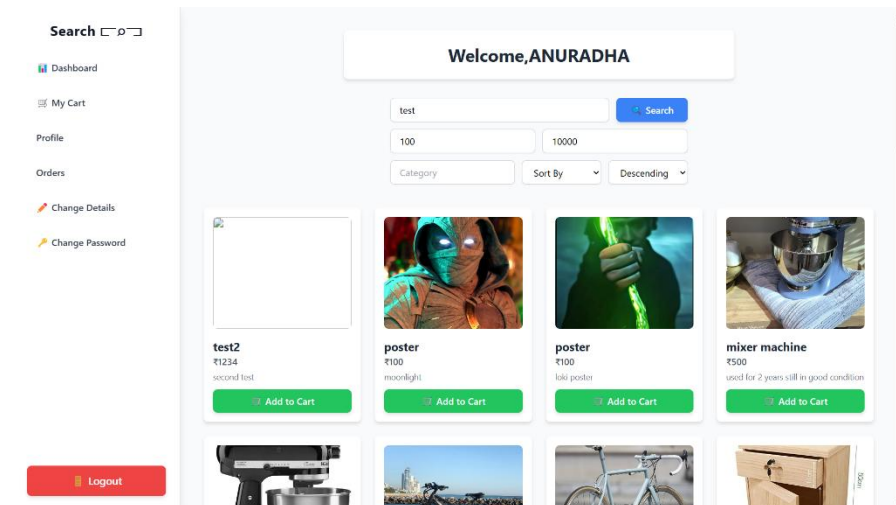 Search
Dashboard
My Cart
Profile
Orders
Change Details
Change Password
Logout
Welcome,ANURADHA
test
Search
100
10000
Category
Sort By
Descending
test2
₹1234
second test
Add to Cart
poster
₹100
moonlight
Add to Cart
poster
₹100
loki poster
Add to Cart
mixer machine
₹500
used for 2 years still in good condition
Add to Cart